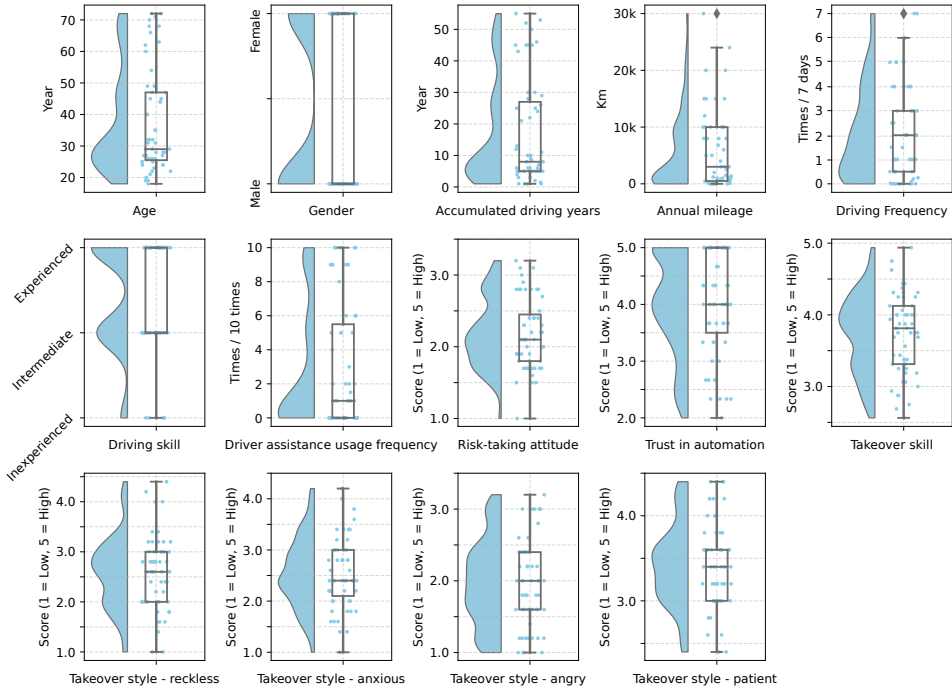 Year
70
60
50
40
30
20
Age
Female
Male
Gender
Year
50
40
30
20
10
0
Accumulated driving years
Km
30k
20k
10k
0
Annual mileage
Times / 7 days
7
6
5
4
3
2
1
0
Driving Frequency
Experienced
Intermediate
Inexperienced
Driving skill
Times / 10 times
10
8
6
4
2
0
Driver assistance usage frequency
Score (1 = Low, 5 = High)
3.0
2.0
1.0
Risk-taking attitude
Score (1 = Low, 5 = High)
5.0
4.0
3.0
2.0
Trust in automation
Score (1 = Low, 5 = High)
5.0
4.0
3.0
Takeover skill
Score (1 = Low, 5 = High)
4.0
3.0
2.0
1.0
Takeover style - reckless
Score (1 = Low, 5 = High)
4.0
3.0
2.0
1.0
Takeover style - anxious
Score (1 = Low, 5 = High)
3.0
2.0
1.0
Takeover style - angry
Score (1 = Low, 5 = High)
4.0
3.0
Takeover style - patient